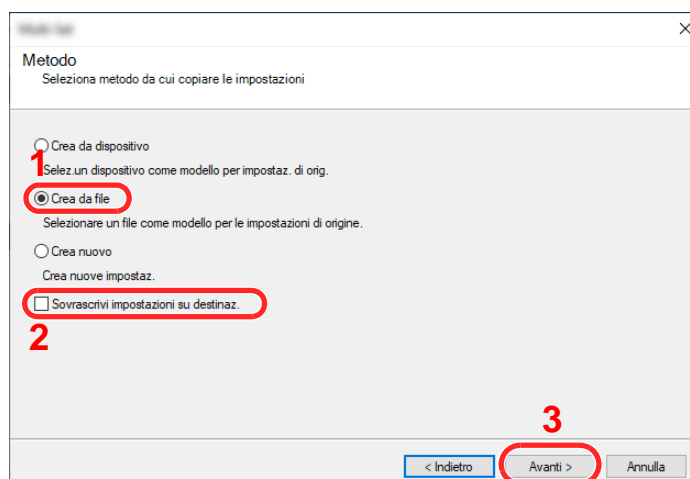 Metodo
Seleziona metodo da cui copiare le impostazioni
Crea da dispositivo
1
Selez.un dispositivo come modello per impostaz. di orig.
Crea da file
Selezionare un file come modello per le impostazioni di origine.
Crea nuovo
Crea nuove impostaz.
Sovrascrivi impostazioni su destinaz.
2
3
< Indietro Avanti > Annulla